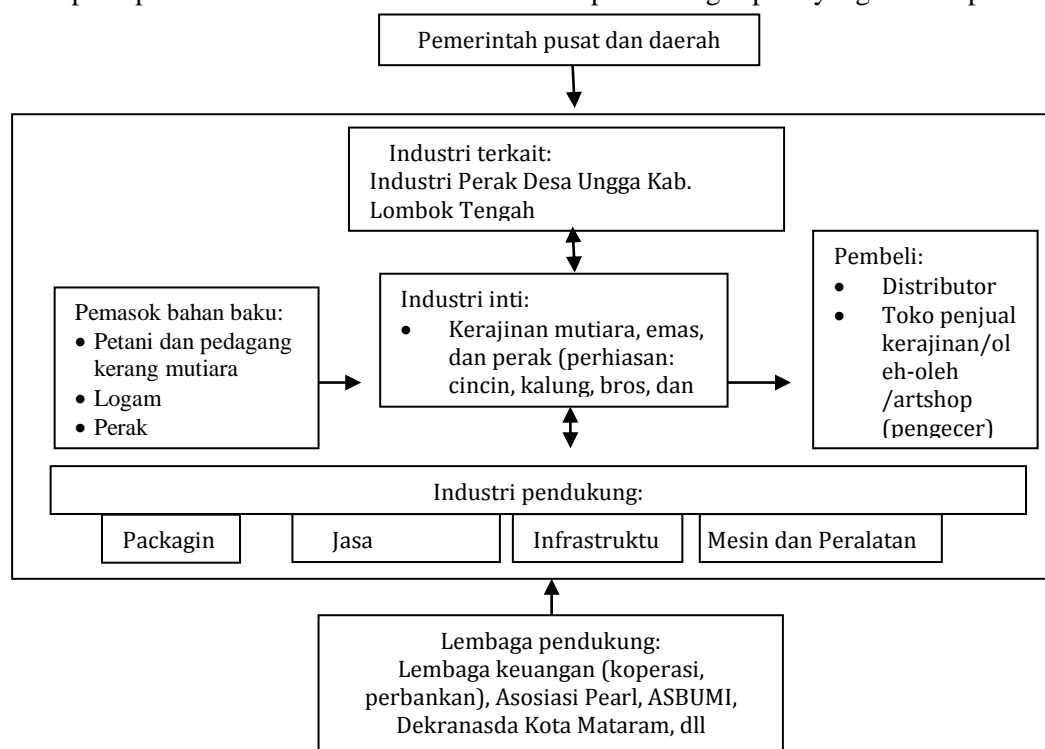 Pemerintah pusat dan daerah
Industri terkait:
Industri Perak Desa Ungga Kab.
Lombok Tengah
Pembeli:
• Distributor
• Toko penjual
kerajinan/ol
eh-oleh
/artshop
(pengecer)
Industri inti:
• Kerajinan mutiara, emas,
dan perak (perhiasan:
cincin, kalung, bros, dan
Pemasok bahan baku:
• Petani dan pedagang
kerang mutiara
• Logam
• Perak
Industri pendukung:
Packagin
Jasa
Infrastruktu
Mesin dan Peralatan
Lembaga pendukung:
Lembaga keuangan (koperasi,
perbankan), Asosiasi Pearl, ASBUMI,
Dekranasda Kota Mataram, dll